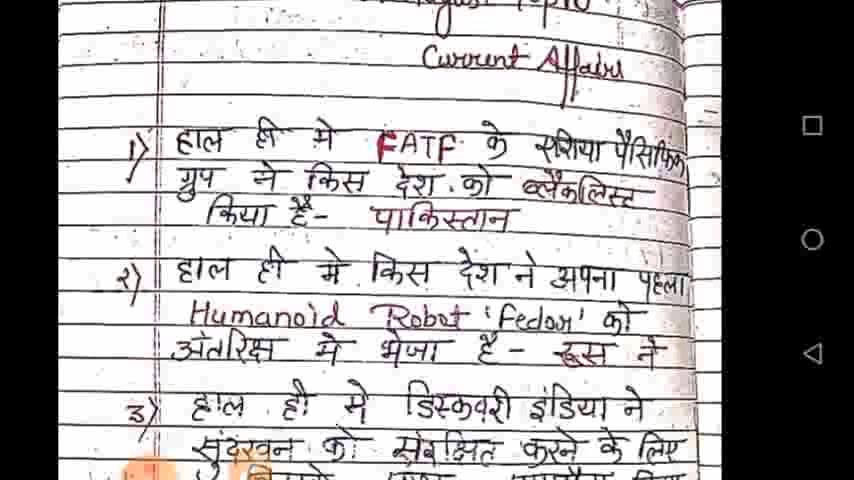 Current Affairs
1) हाल ही मे FATF के एशिया पैसिफिक
ग्रुप मे किस देश को ब्लैकलिस्ट
किया है - पाकिस्तान
2) हाल ही मे किस देश ने अपना पहला
Humanoid Robot 'Fedor' को
अंतरिक्ष मे भेजा है - रूस ने
3) हाल ही मे डिस्कवरी इंडिया ने
सुंदरवन को संरक्षित करने के लिए